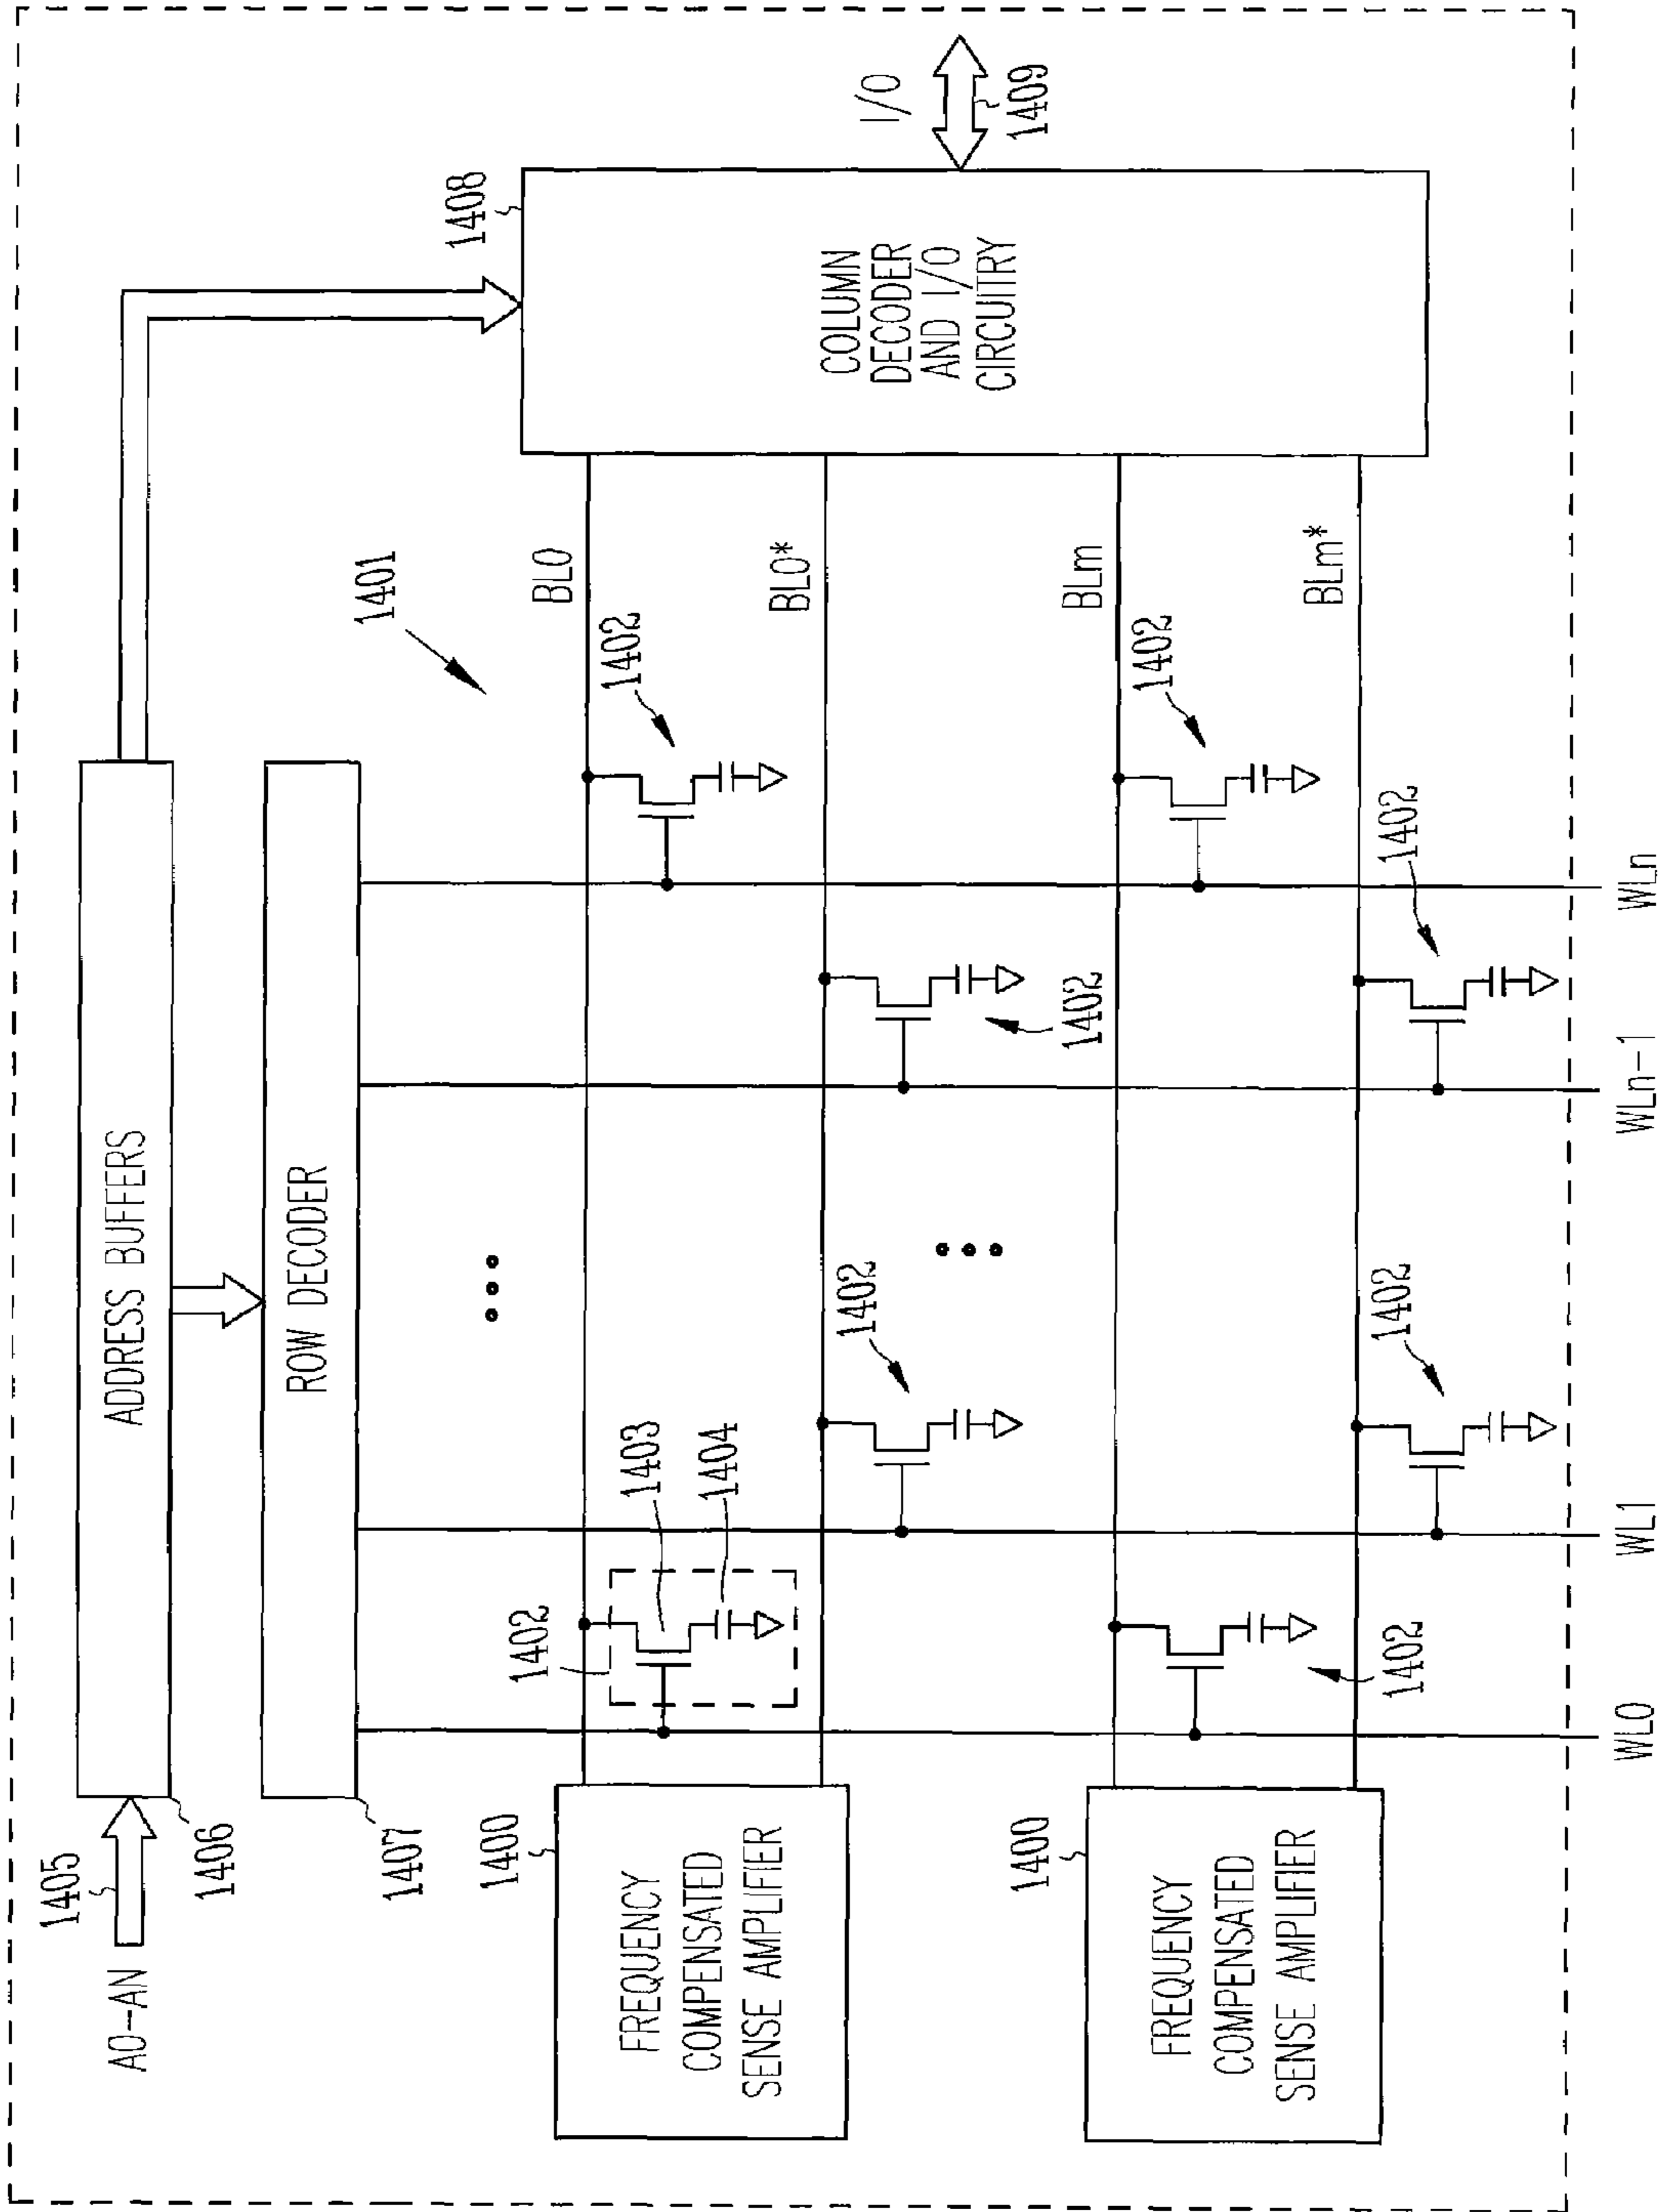 1405
A0-AN
1406
ADDRESS BUFFERS
1407
ROW DECODER
1408
COLUMN
DECODER
AND I/O
CIRCUITRY
I/O
1409
1401
1400
FREQUENCY
COMPENSATED
SENSE AMPLIFIER
1402
1403
1404
1402
BL0
1402
1402
BL0*
1400
FREQUENCY
COMPENSATED
SENSE AMPLIFIER
1402
1402
BLm
1402
1402
BLm*
WL0
WL1
WLn-1
WLn